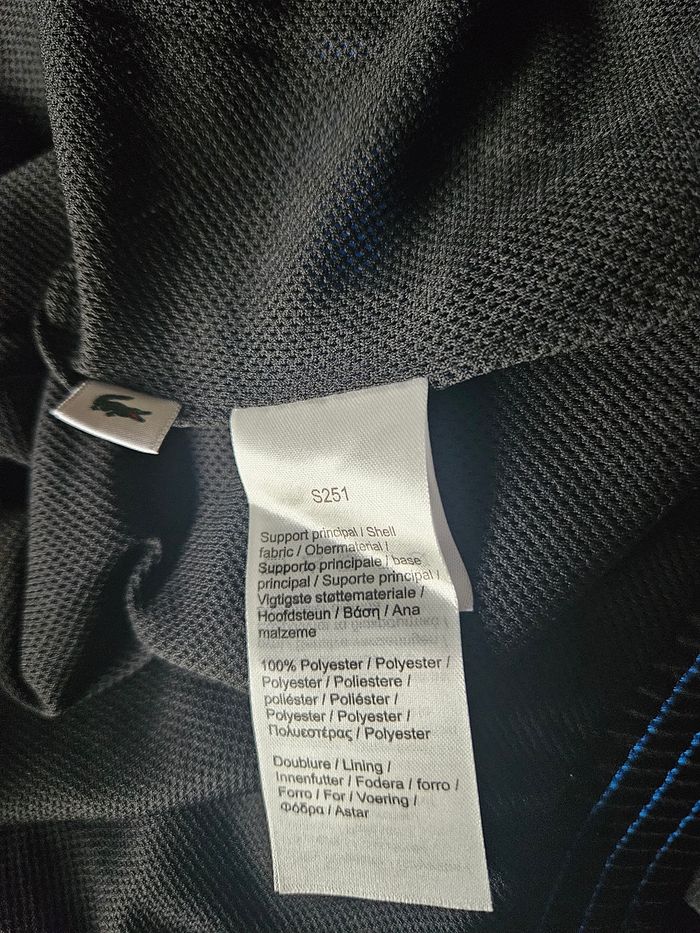 S251
Support principal / Shell
fabric / Obermaterial /
Supporto principale / base
principal / Suporte principal /
Vigtigste støttemateriale /
Hoofdsteun / Βάση / Ana
malzeme
100% Polyester / Polyester /
Polyester / Poliestere /
poliéster / Poliéster /
Polyester / Polyester /
Πολυεστέρας / Polyester
Doublure / Lining /
Innenfutter / Fodera / forro /
Forro / For / Voering /
Φόδρα / Astar